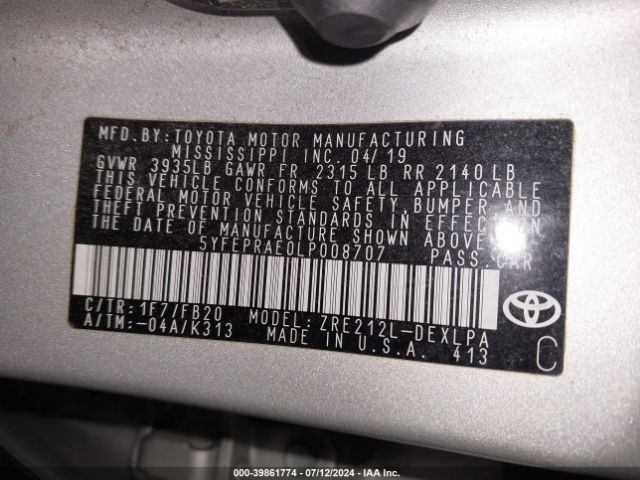 MFD. BY: TOYOTA MOTOR MANUFACTURING
MISSISSIPPI INC. 04/19
GVWR 3935LB GAWR FR 2315 LB RR 2140 LB
THIS VEHICLE CONFORMS TO ALL APPLICABLE
FEDERAL MOTOR VEHICLE SAFETY, BUMPER, AND
THEFT PREVENTION STANDARDS IN EFFECT ON
THE DATE OF MANUFACTURE SHOWN ABOVE.
5YFEPRAE0LP008707 PASS. CAR
C/TR: 1F7/FB20 MODEL: ZRE212L-DEXLPA
A/TM: -04A/K313 MADE IN U.S.A. 413
C
000-39861774 | 07/12/2024 | IAA Inc.